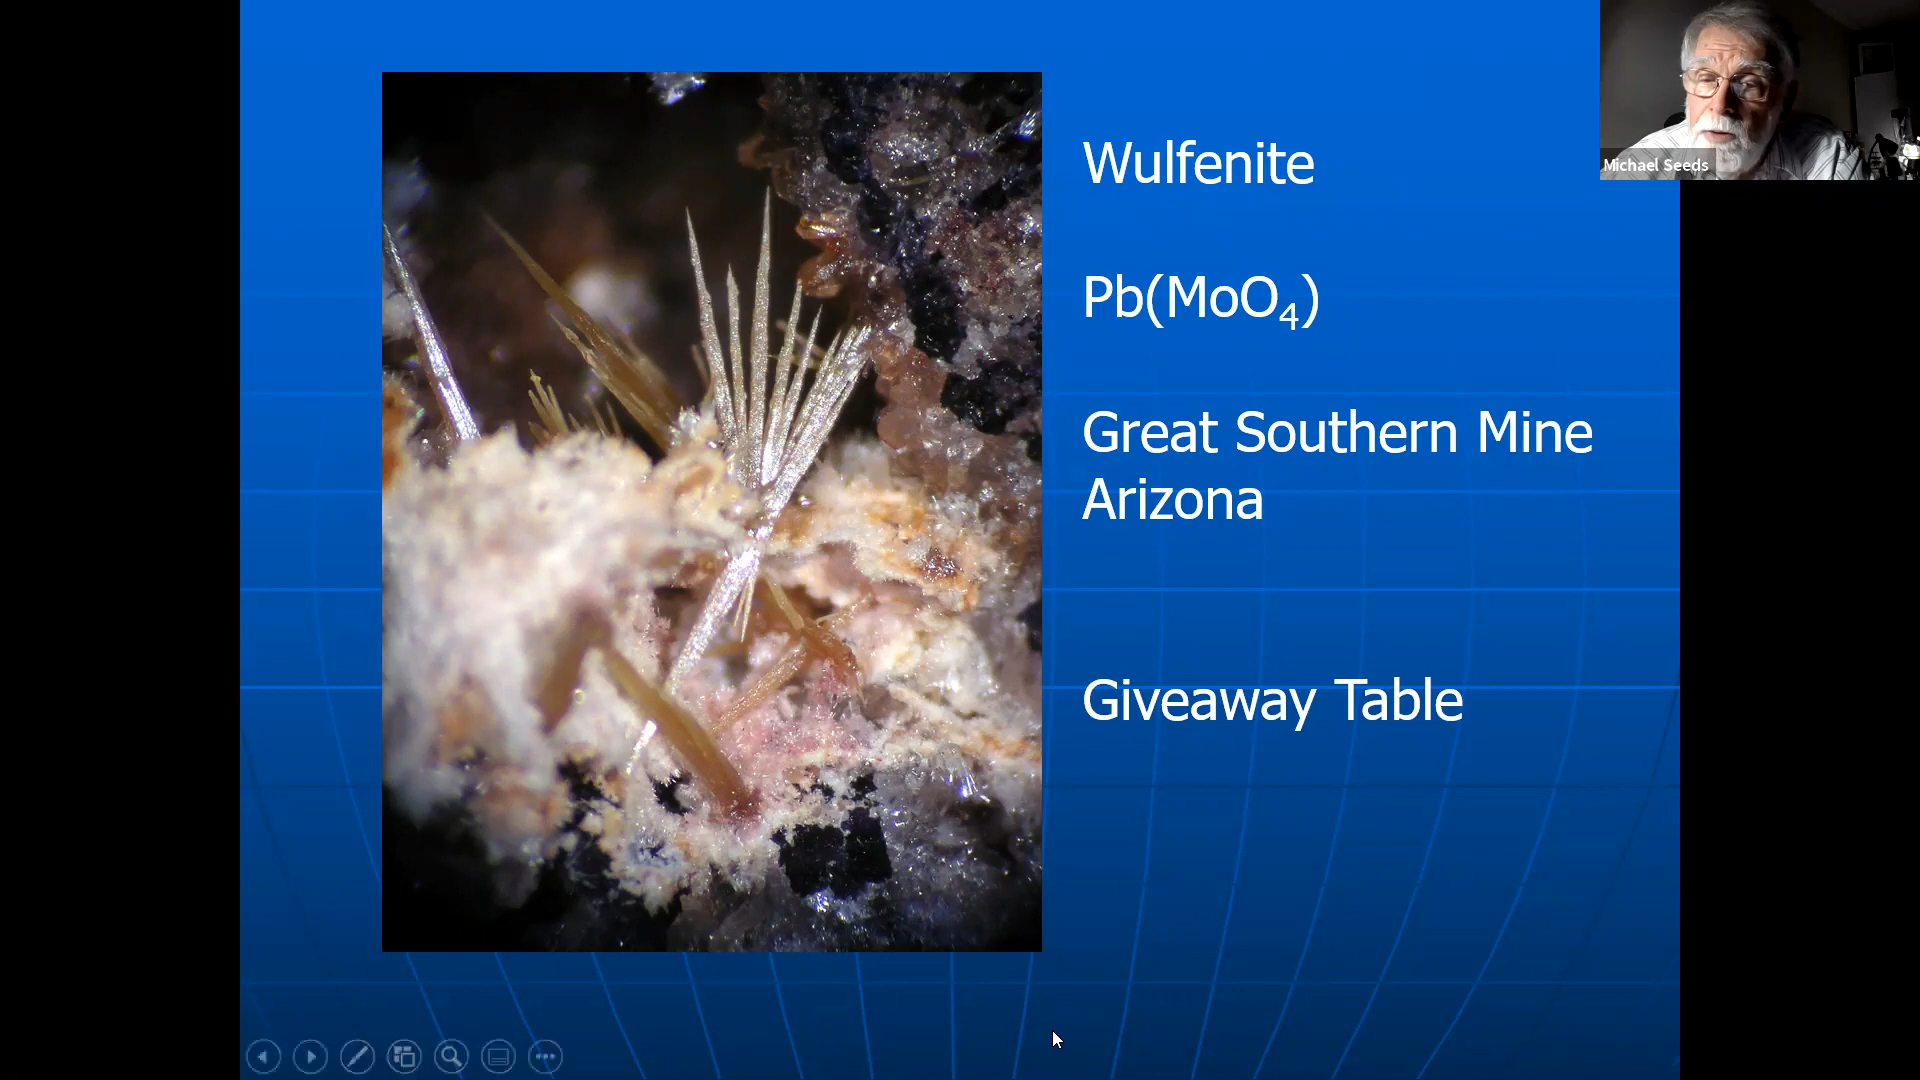 Wulfenite
Pb(MoO₄)
Great Southern Mine
Arizona
Giveaway Table
Michael Seeds